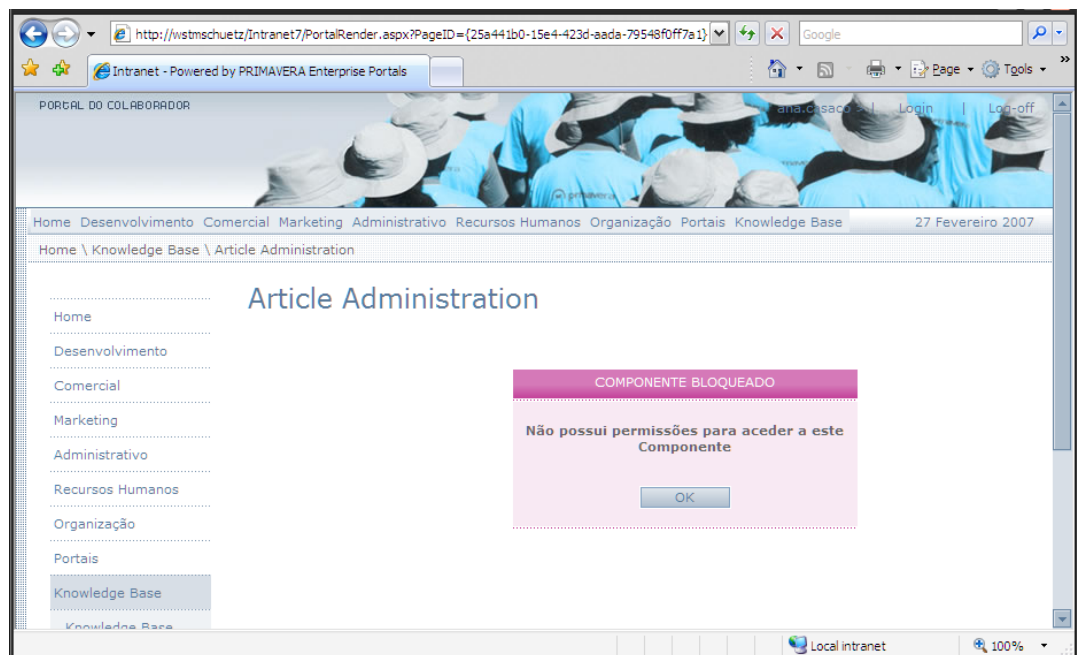 http://wstmschuetz/Intranet7/PortalRender.aspx?PageID={25a441b0-15e4-423d-aada-79548f0ff7a1}
Google
Intranet - Powered by PRIMAVERA Enterprise Portals
Page
Tools
PORTAL DO COLABORADOR
ana.casaco | Login | Log-off
primavera
Home Desenvolvimento Comercial Marketing Administrativo Recursos Humanos Organização Portais Knowledge Base 27 Fevereiro 2007
Home \ Knowledge Base \ Article Administration
Article Administration
Home
Desenvolvimento
Comercial
Marketing
Administrativo
Recursos Humanos
Organização
Portais
Knowledge Base
Knowledge Base
COMPONENTE BLOQUEADO
Não possui permissões para aceder a este
Componente
OK
Local intranet
100%